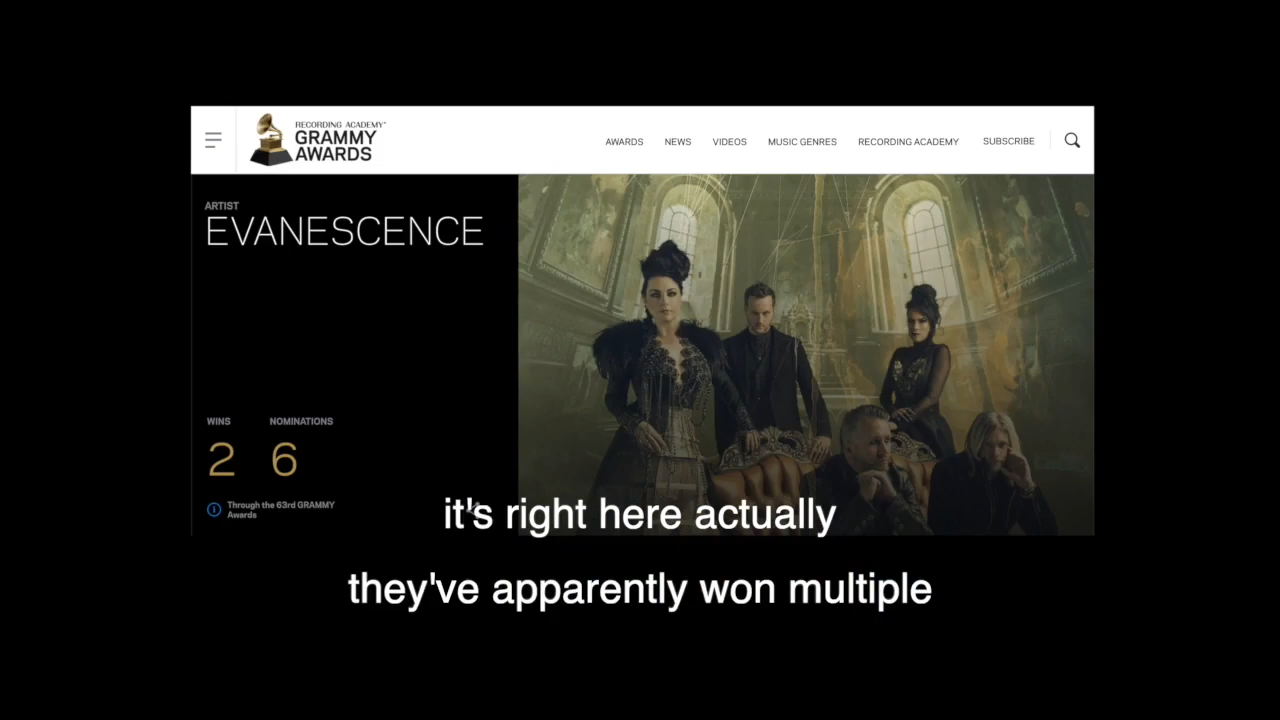 RECORDING ACADEMY
GRAMMY
AWARDS
AWARDS NEWS VIDEOS MUSIC GENRES RECORDING ACADEMY SUBSCRIBE
ARTIST
EVANESCENCE
WINS NOMINATIONS
2 6
Through the 63rd GRAMMY
Awards
it's right here actually
they've apparently won multiple